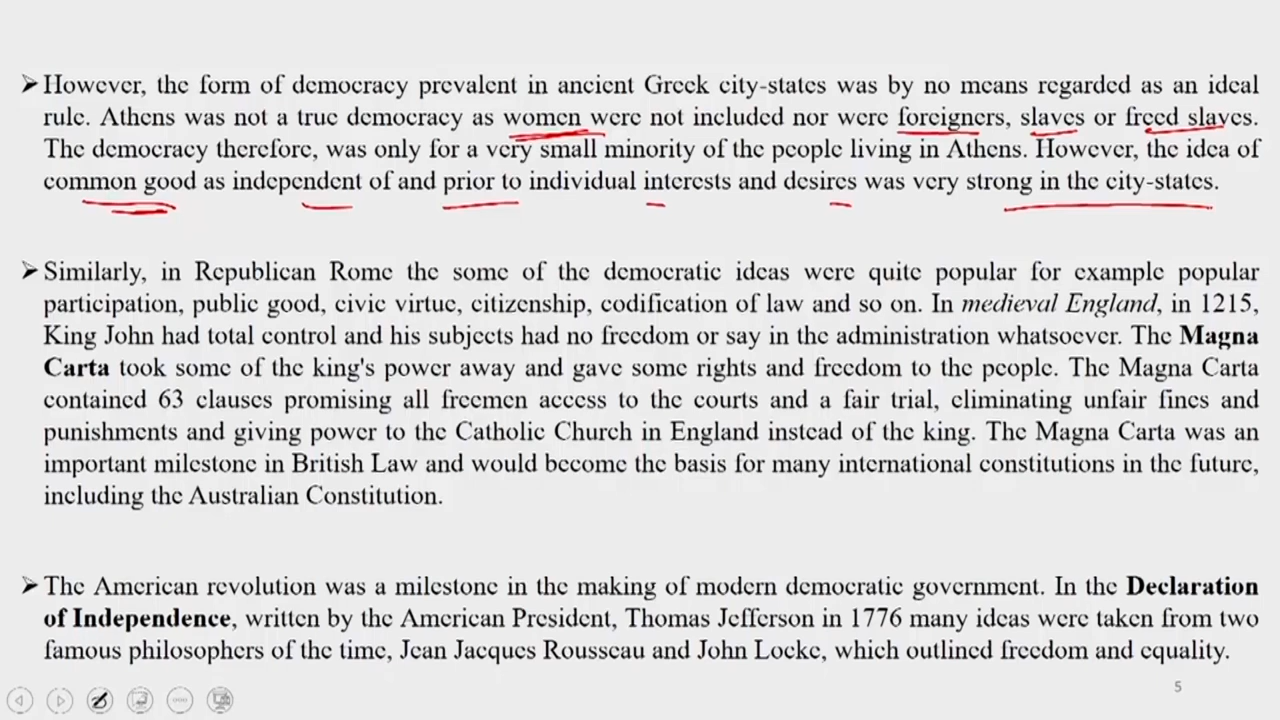 ➢ However, the form of democracy prevalent in ancient Greek city-states was by no means regarded as an ideal
rule. Athens was not a true democracy as women were not included nor were foreigners, slaves or freed slaves.
The democracy therefore, was only for a very small minority of the people living in Athens. However, the idea of
common good as independent of and prior to individual interests and desires was very strong in the city-states.
➢ Similarly, in Republican Rome the some of the democratic ideas were quite popular for example popular
participation, public good, civic virtue, citizenship, codification of law and so on. In medieval England, in 1215,
King John had total control and his subjects had no freedom or say in the administration whatsoever. The Magna
Carta took some of the king's power away and gave some rights and freedom to the people. The Magna Carta
contained 63 clauses promising all freemen access to the courts and a fair trial, eliminating unfair fines and
punishments and giving power to the Catholic Church in England instead of the king. The Magna Carta was an
important milestone in British Law and would become the basis for many international constitutions in the future,
including the Australian Constitution.
➢ The American revolution was a milestone in the making of modern democratic government. In the Declaration
of Independence, written by the American President, Thomas Jefferson in 1776 many ideas were taken from two
famous philosophers of the time, Jean Jacques Rousseau and John Locke, which outlined freedom and equality.
5